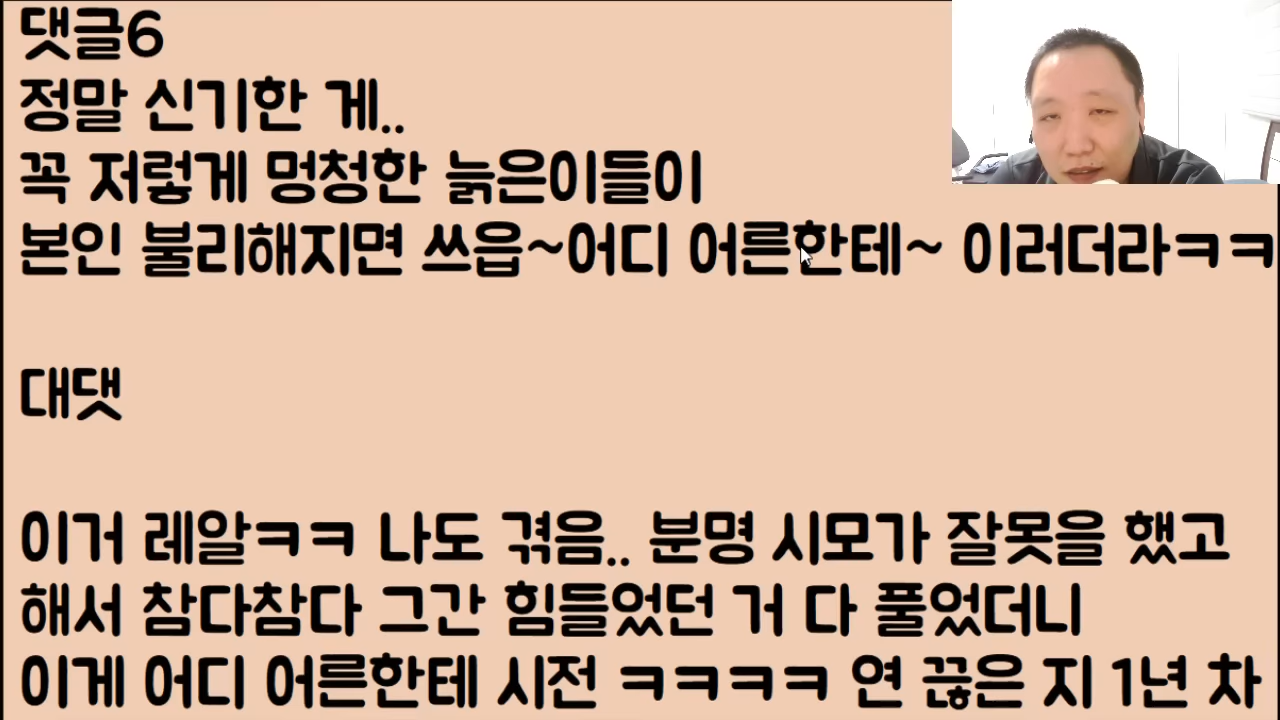 댓글6
정말 신기한 게..
꼭 저렇게 멍청한 늙은이들이
본인 불리해지면 쓰읍~어디 어른한테~ 이러더라ㅋㅋ
대댓
이거 레알ㅋㅋ 나도 겪음.. 분명 시모가 잘못을 했고
해서 참다참다 그간 힘들었던 거 다 풀었더니
이게 어디 어른한테 시전 ㅋㅋㅋㅋ 연 끊은 지 1년 차